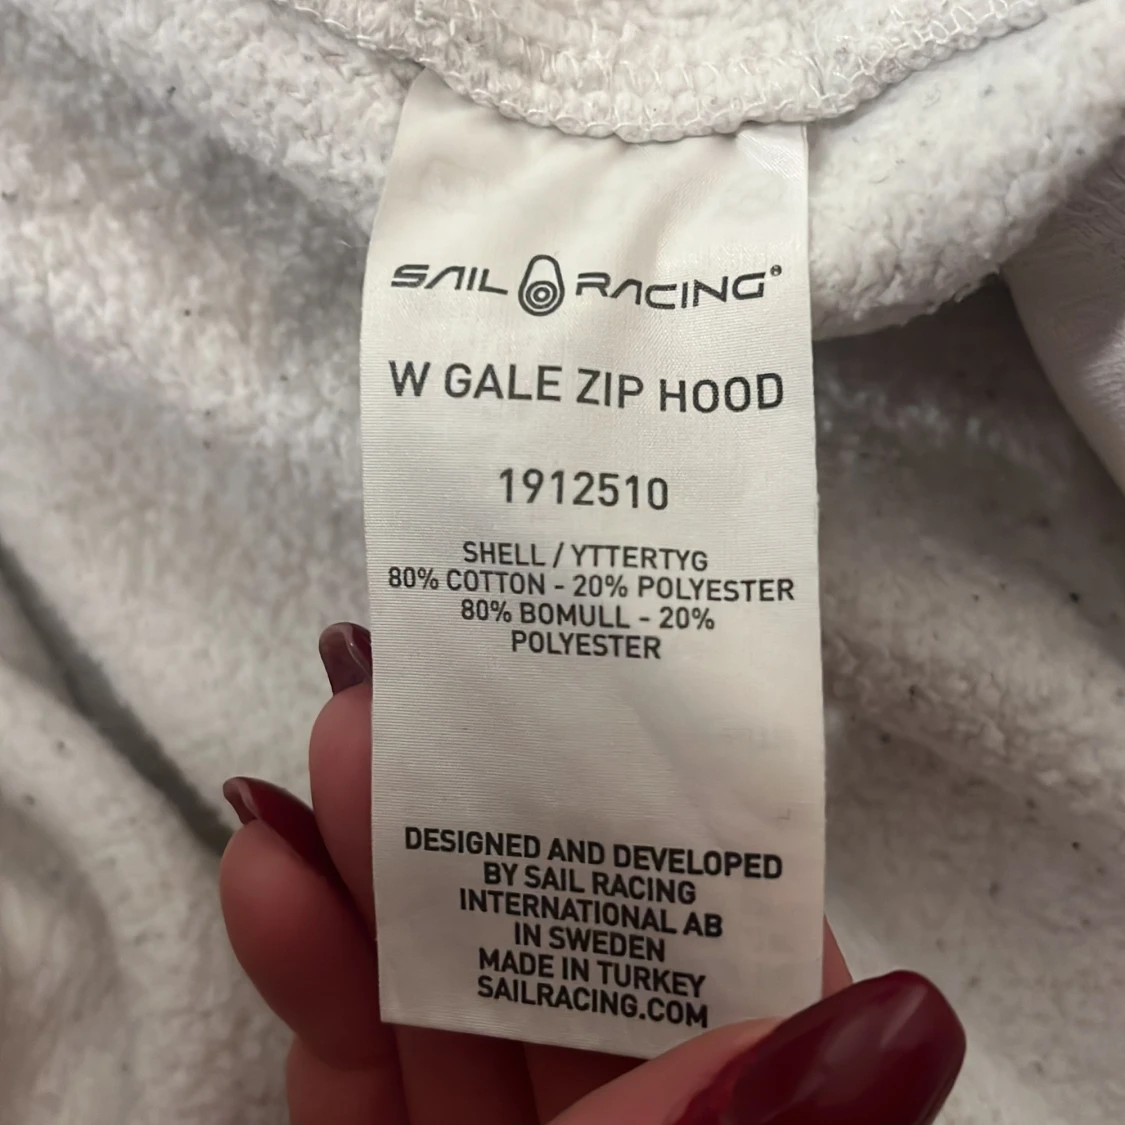 SAIL RACING®
W GALE ZIP HOOD
1912510
SHELL / YTTERTYG
80% COTTON - 20% POLYESTER
80% BOMULL - 20%
POLYESTER
DESIGNED AND DEVELOPED
BY SAIL RACING
INTERNATIONAL AB
IN SWEDEN
MADE IN TURKEY
SAILRACING.COM